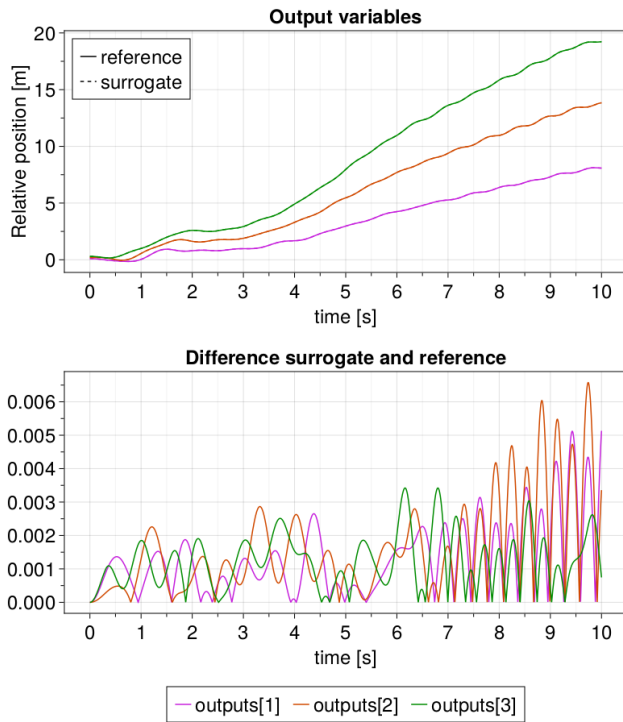 Output variables
Relative position [m]
20
15
10
5
0
reference
surrogate
0 1 2 3 4 5 6 7 8 9 10
time [s]
Difference surrogate and reference
0.006
0.005
0.004
0.003
0.002
0.001
0.000
0 1 2 3 4 5 6 7 8 9 10
time [s]
outputs[1] outputs[2] outputs[3]